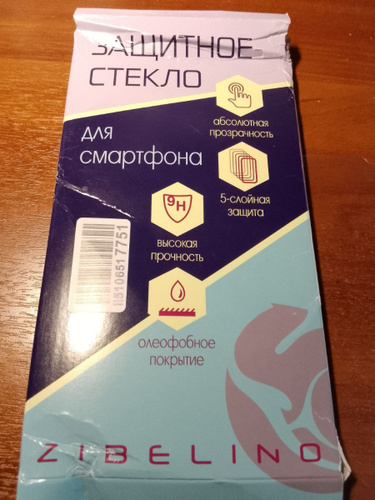 ЗАЩИТНОЕ
СТЕКЛО
для
смартфона
абсолютная
прозрачность
5-слойная
защита
9H
высокая
прочность
олеофобное
покрытие
ZIBELINO